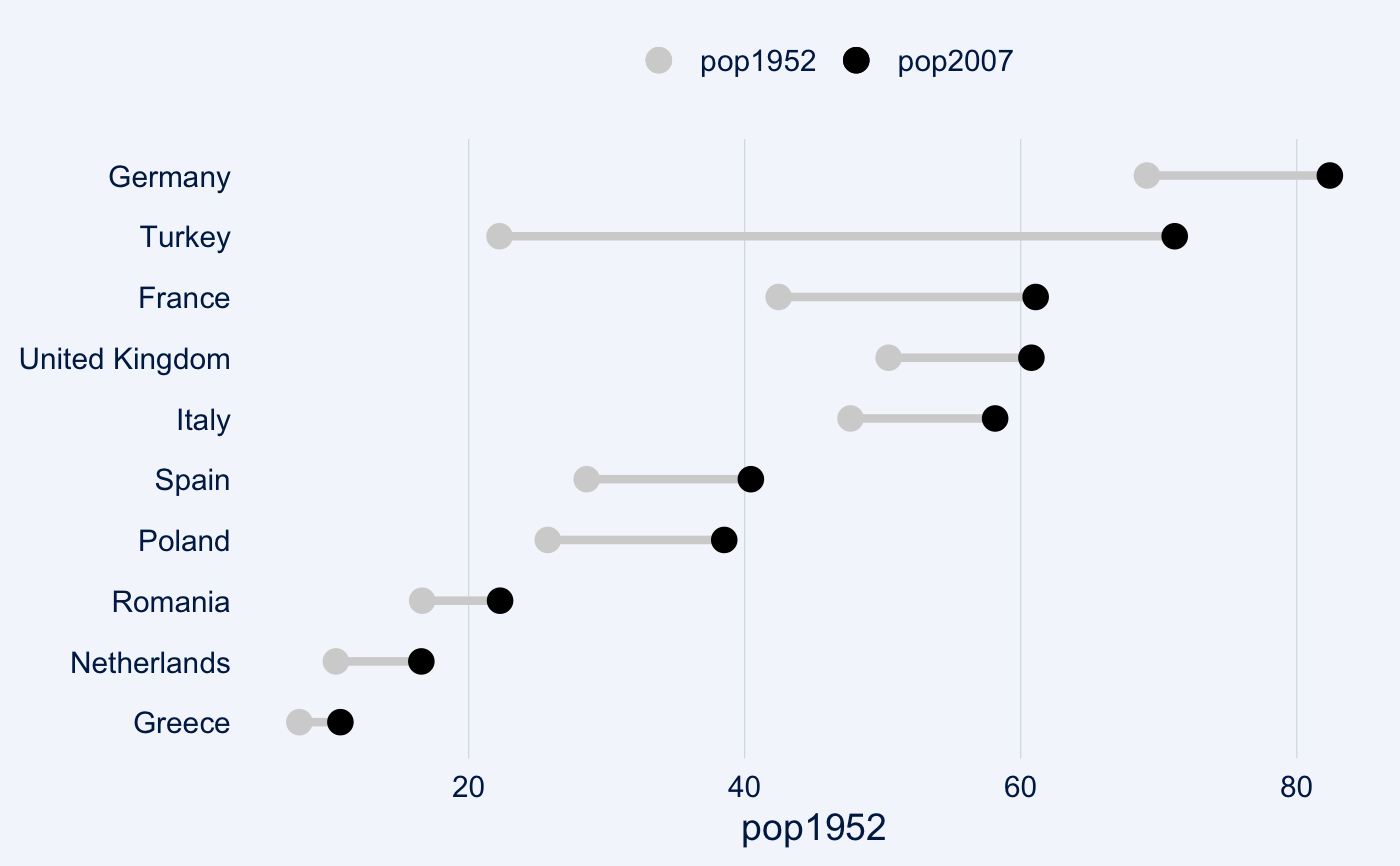 pop1952 pop2007
Germany
Turkey
France
United Kingdom
Italy
Spain
Poland
Romania
Netherlands
Greece
20 40 60 80
pop1952